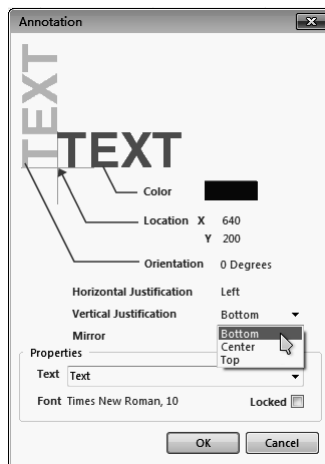 Annotation
TEXT
TEXT
Color
Location X 640
Y 200
Orientation 0 Degrees
Horizontal Justification Left
Vertical Justification Bottom
Mirror
Bottom
Center
Top
Properties
Text Text
Font Times New Roman, 10 Locked
OK Cancel